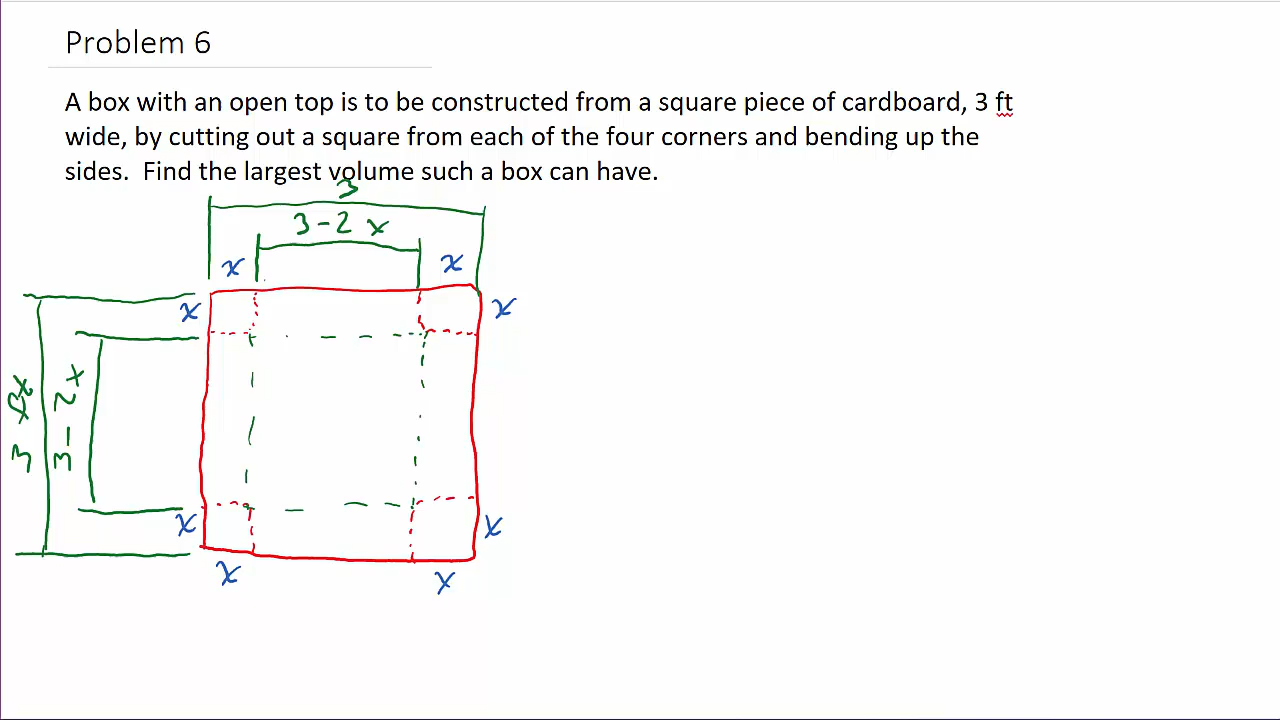 Problem 6
A box with an open top is to be constructed from a square piece of cardboard, 3 ft
wide, by cutting out a square from each of the four corners and bending up the
sides. Find the largest volume such a box can have.
3
3-2x
x
x
x
x
3
3-2x
x
x
x
x